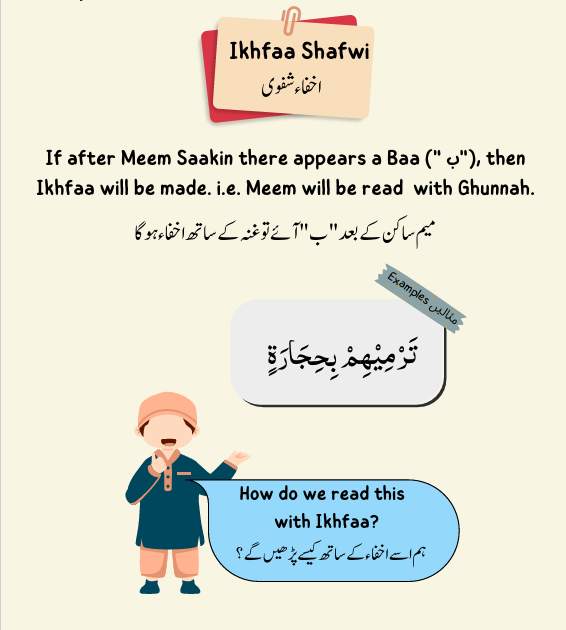 Ikhfaa Shafwi
اخفاء شفوی
If after Meem Saakin there appears a Baa (" ب"), then
Ikhfaa will be made. i.e. Meem will be read with Ghunnah.
میم ساکن کے بعد "ب" آئے تو غنہ کے ساتھ اخفاء ہوگا
Examples مثالیں
تَرْمِيْهِمْ بِحِجَارَةٍ
How do we read this
with Ikhfaa?
ہم اسے اخفاء کے ساتھ کیسے پڑھیں گے؟